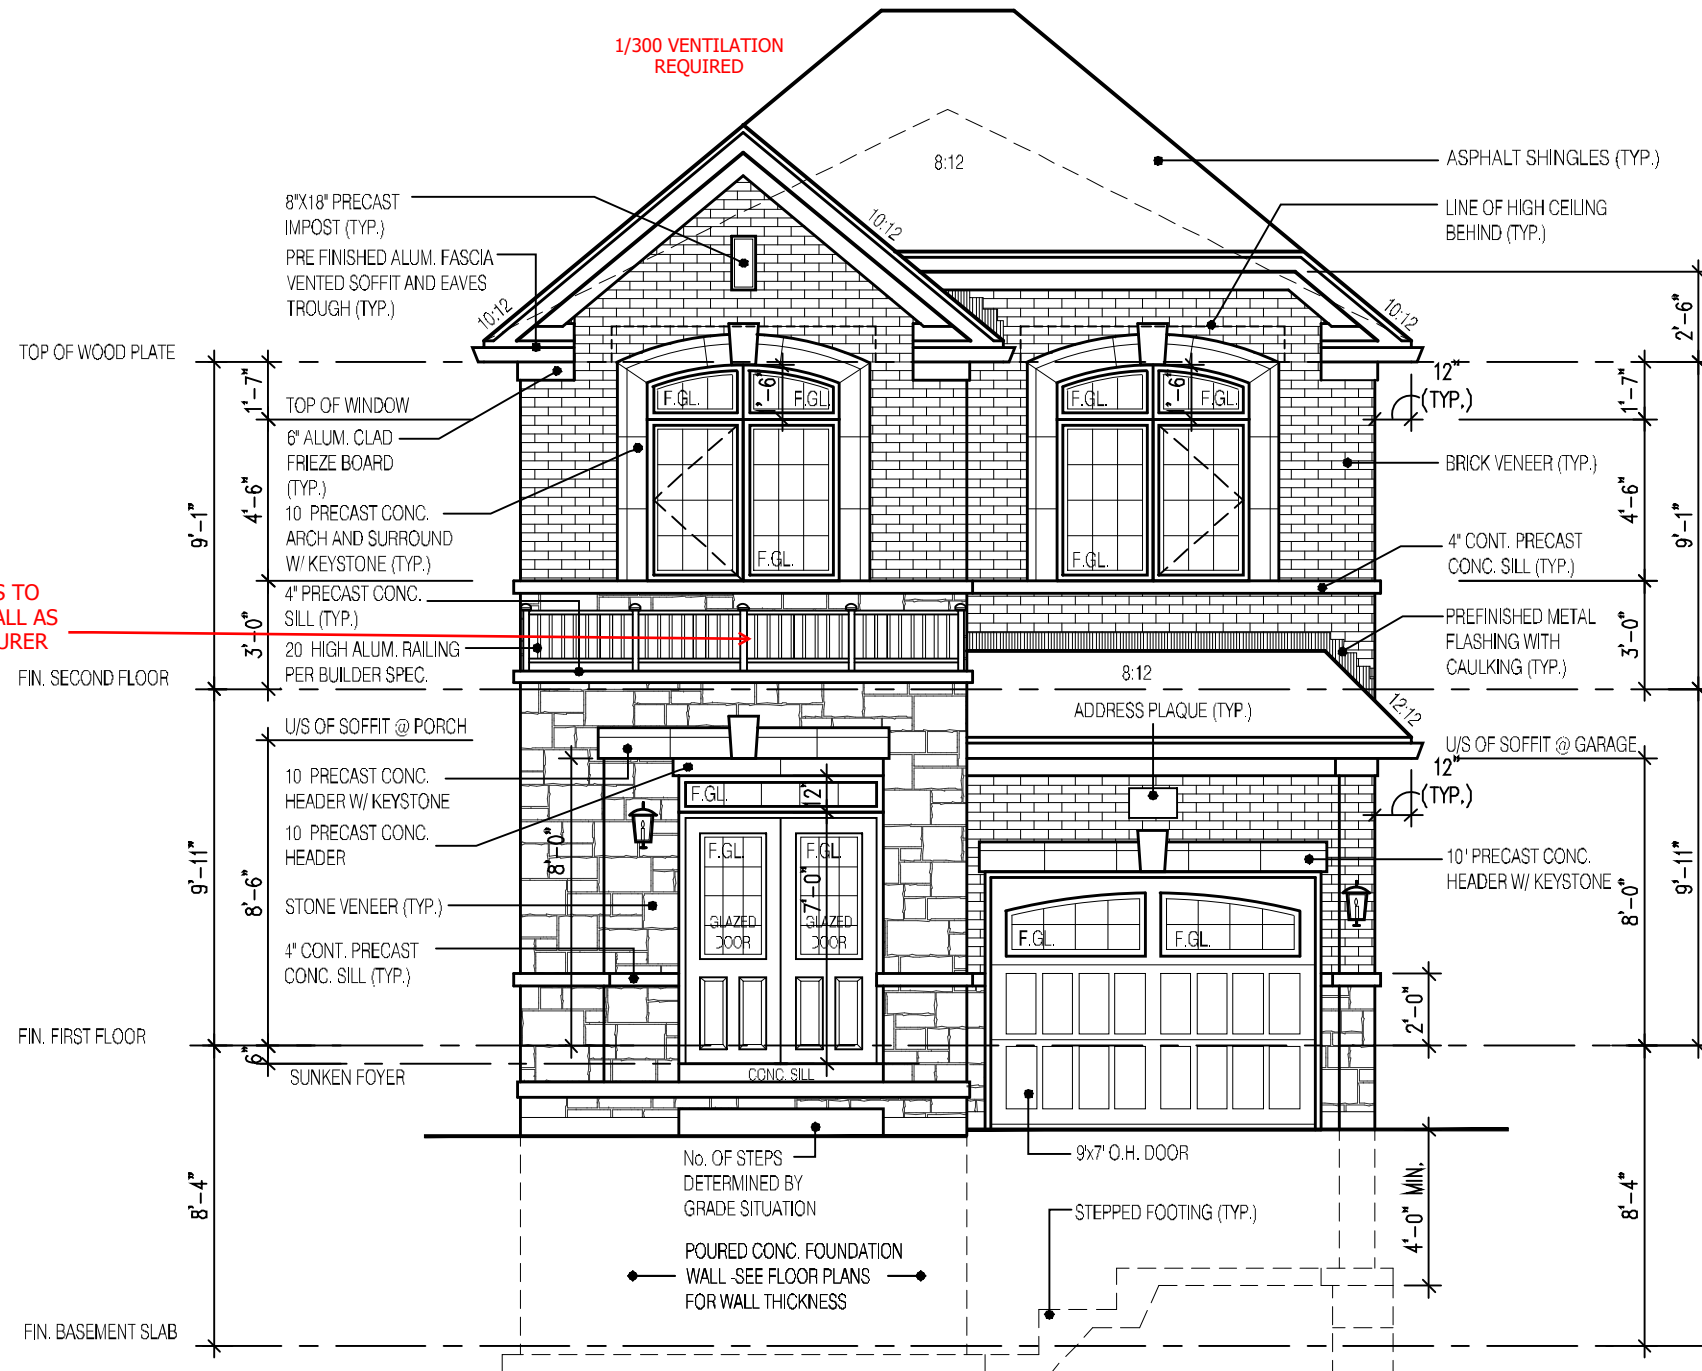 1/300 VENTILATION
REQUIRED
8:12
ASPHALT SHINGLES (TYP.)
8"X18" PRECAST
IMPOST (TYP.)
10:12
LINE OF HIGH CEILING
BEHIND (TYP.)
PRE FINISHED ALUM. FASCIA
VENTED SOFFIT AND EAVES
TROUGH (TYP.)
10:12
10:12
2'-6"
TOP OF WOOD PLATE
1'-7"
12"
(TYP.)
1'-7"
TOP OF WINDOW
F.GL.
F.GL.
1'-6"
F.GL.
F.GL.
1'-6"
6" ALUM. CLAD
FRIEZE BOARD
(TYP.)
BRICK VENEER (TYP.)
9'-1"
4'-6"
4'-6"
9'-1"
10 PRECAST CONC.
ARCH AND SURROUND
W/ KEYSTONE (TYP.)
F.GL.
F.GL.
4" CONT. PRECAST
CONC. SILL (TYP.)
S TO
ALL AS
URER
4" PRECAST CONC.
SILL (TYP.)
3'-0"
20 HIGH ALUM. RAILING
PER BUILDER SPEC.
PREFINISHED METAL
FLASHING WITH
CAULKING (TYP.)
3'-0"
FIN. SECOND FLOOR
8:12
12:12
ADDRESS PLAQUE (TYP.)
U/S OF SOFFIT @ PORCH
U/S OF SOFFIT @ GARAGE
12"
(TYP.)
10 PRECAST CONC.
HEADER W/ KEYSTONE
F.GL.
12"
10 PRECAST CONC.
HEADER
8'-0"
F.GL.
F.GL.
10" PRECAST CONC.
HEADER W/ KEYSTONE
9'-11"
8'-6"
7'-0"
8'-0"
9'-11"
STONE VENEER (TYP.)
GLAZED
DOOR
GLAZED
DOOR
F.GL.
F.GL.
4" CONT. PRECAST
CONC. SILL (TYP.)
2'-0"
FIN. FIRST FLOOR
6"
SUNKEN FOYER
CONC. SILL
No. OF STEPS
DETERMINED BY
GRADE SITUATION
9'x7' O.H. DOOR
8'-4"
STEPPED FOOTING (TYP.)
4'-0" MIN.
8'-4"
POURED CONC. FOUNDATION
WALL -SEE FLOOR PLANS
FOR WALL THICKNESS
FIN. BASEMENT SLAB